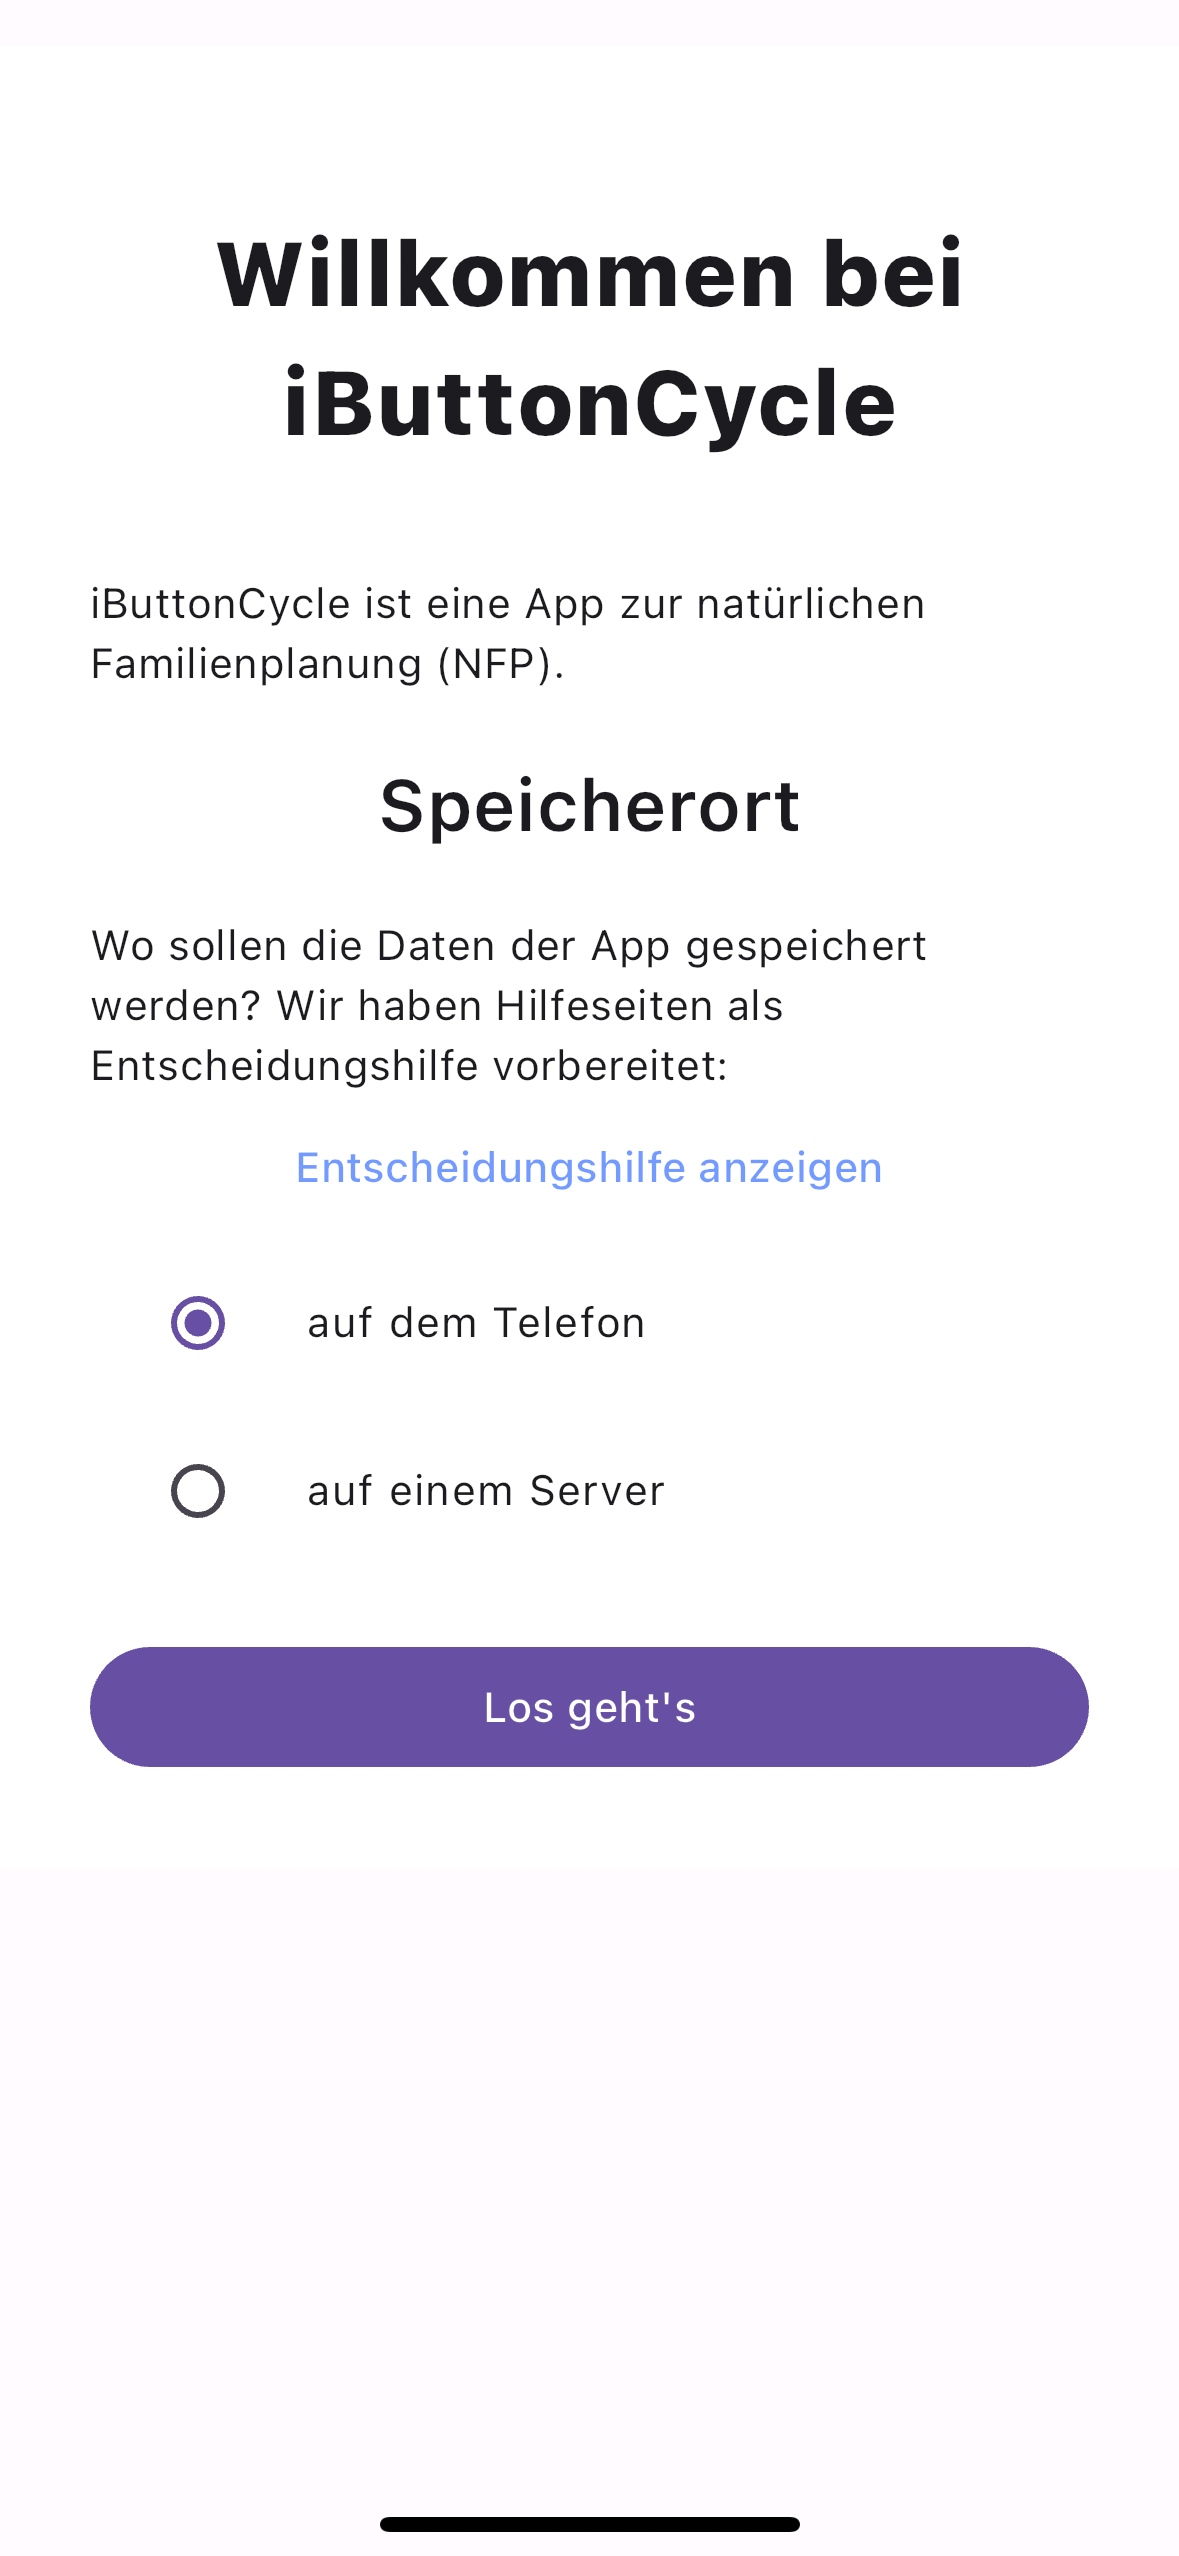 Willkommen bei
iButtonCycle
iButtonCycle ist eine App zur natürlichen
Familienplanung (NFP).
Speicherort
Wo sollen die Daten der App gespeichert
werden? Wir haben Hilfeseiten als
Entscheidungshilfe vorbereitet:
Entscheidungshilfe anzeigen
auf dem Telefon
auf einem Server
Los geht's